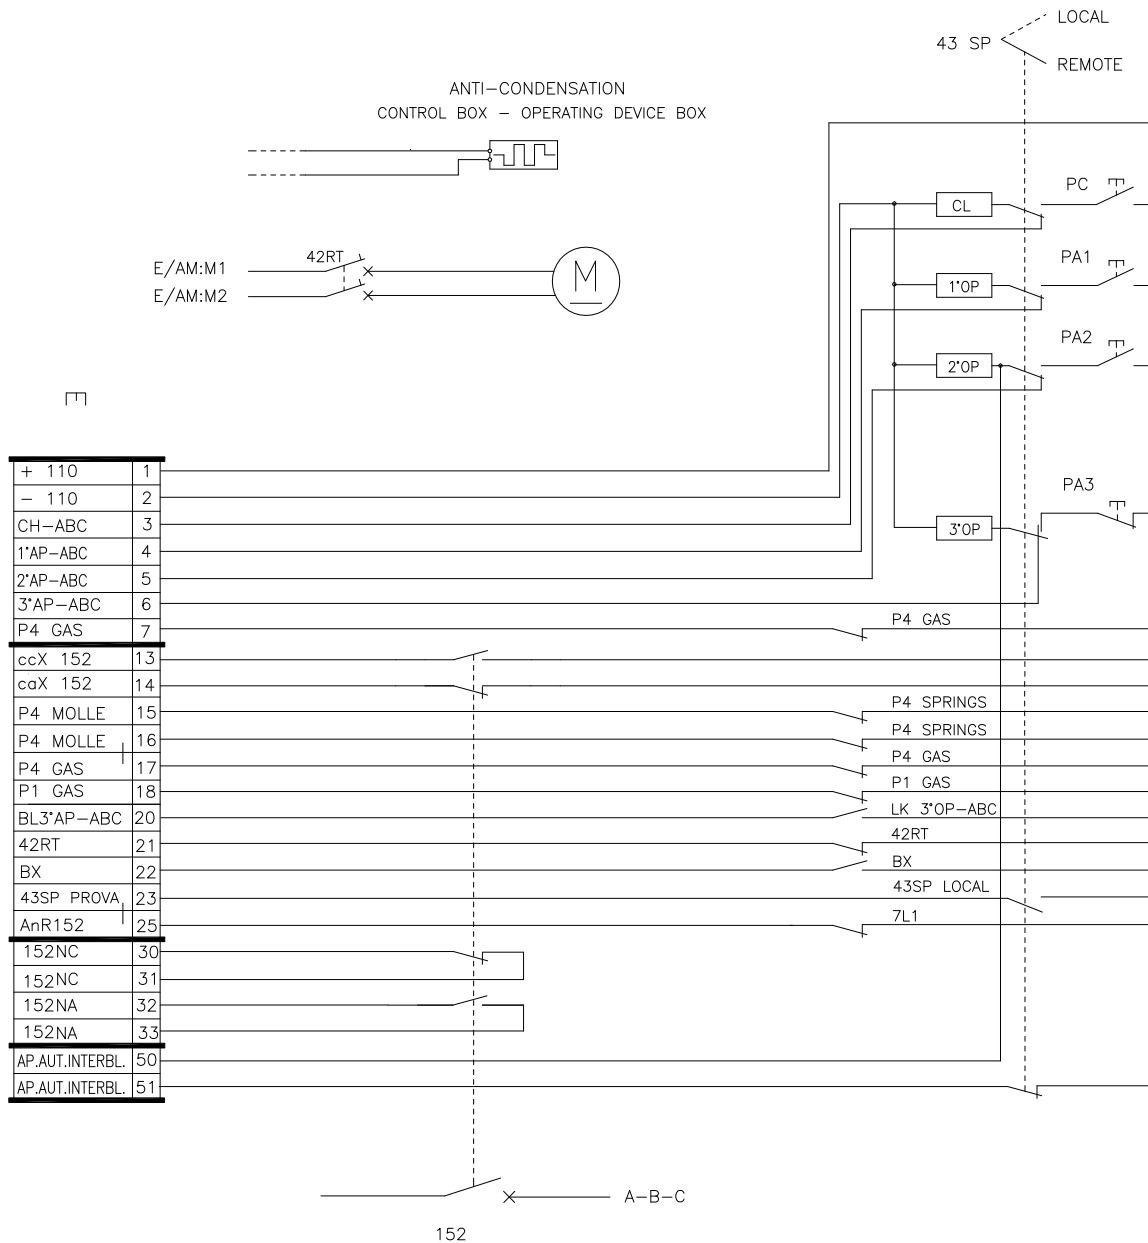 LOCAL
43 SP
REMOTE
ANTI-CONDENSATION
CONTROL BOX - OPERATING DEVICE BOX
PC
CL
E/AM:M1
42RT
E/AM:M2
M
PA1
1°OP
PA2
2°OP
PA3
3°OP
+ 110 1
- 110 2
CH-ABC 3
1°AP-ABC 4
2°AP-ABC 5
3°AP-ABC 6
P4 GAS 7 P4 GAS
ccX 152 13
caX 152 14
P4 MOLLE 15 P4 SPRINGS
P4 MOLLE 16 P4 SPRINGS
P4 GAS 17 P4 GAS
P1 GAS 18 P1 GAS
BL3°AP-ABC 20 LK 3°OP-ABC
42RT 21 42RT
BX 22 BX
43SP PROVA 23 43SP LOCAL
AnR152 25 7L1
152NC 30
152NC 31
152NA 32
152NA 33
AP.AUT.INTERBL. 50
AP.AUT.INTERBL. 51
A-B-C
152